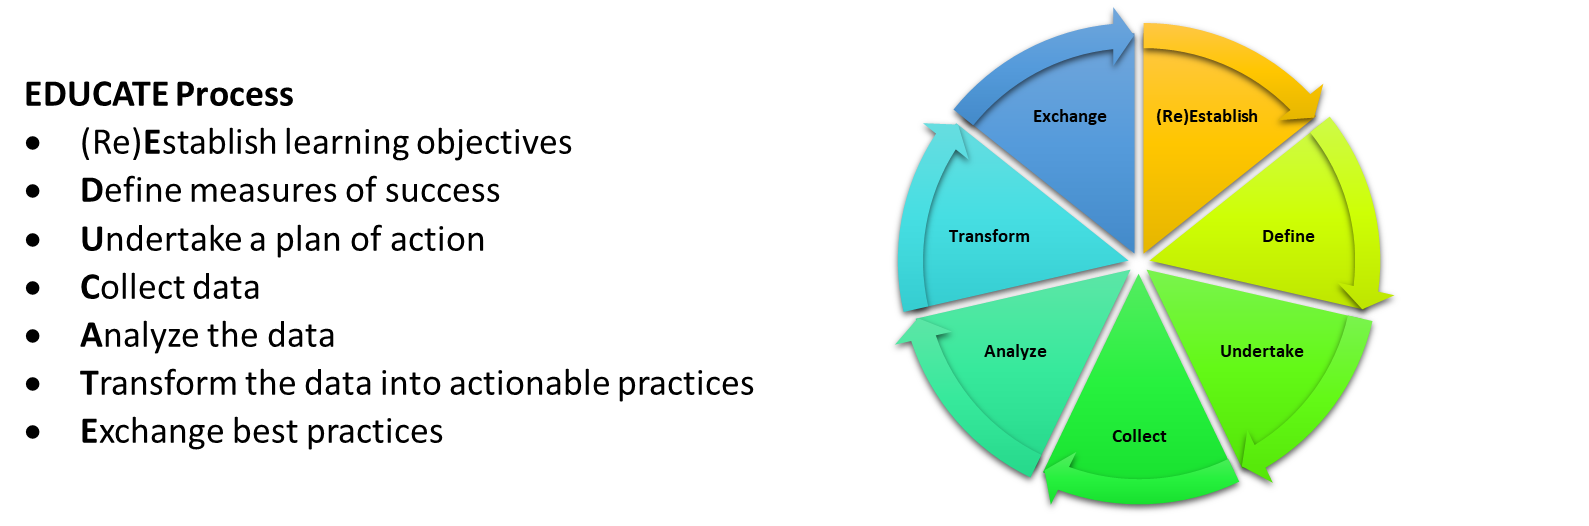 EDUCATE Process
• (Re)Establish learning objectives
• Define measures of success
• Undertake a plan of action
• Collect data
• Analyze the data
• Transform the data into actionable practices
• Exchange best practices
Exchange
(Re)Establish
Transform
Define
Analyze
Undertake
Collect